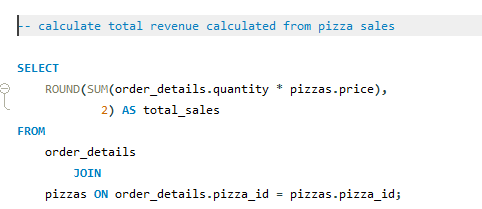 -- calculate total revenue calculated from pizza sales
SELECT
ROUND(SUM(order_details.quantity * pizzas.price),
2) AS total_sales
FROM
order_details
JOIN
pizzas ON order_details.pizza_id = pizzas.pizza_id;